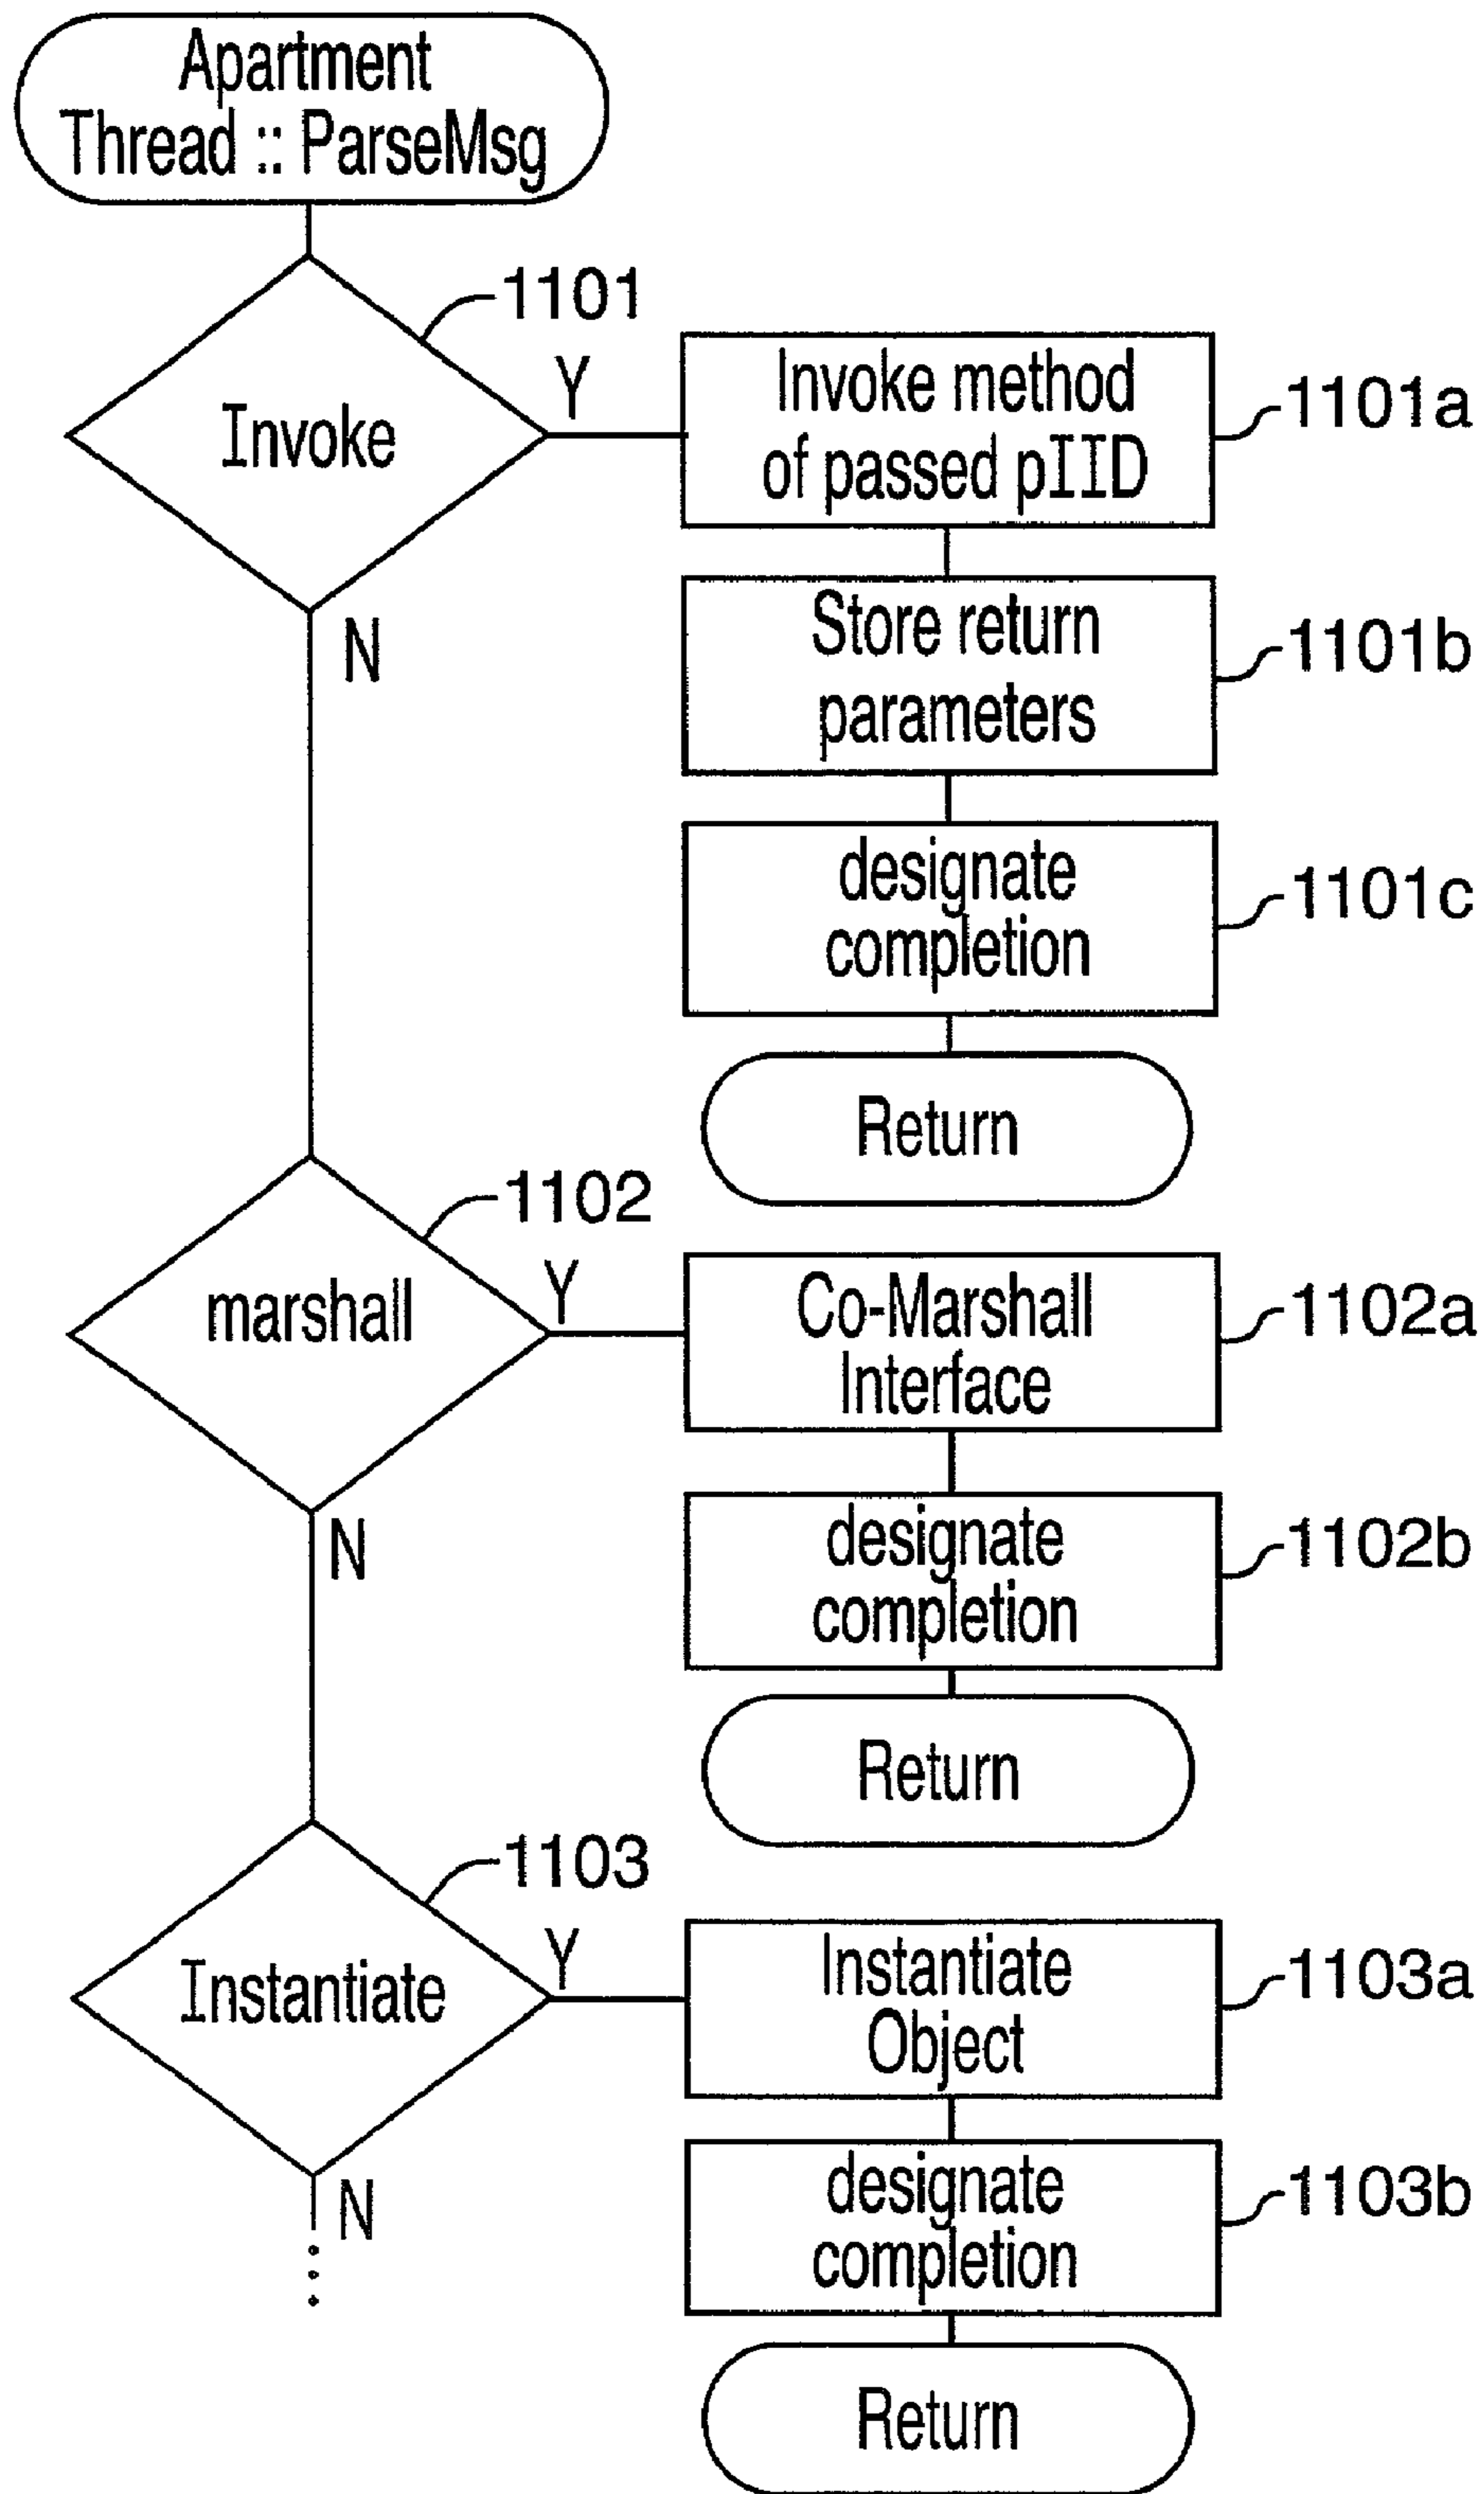 Apartment
Thread :: ParseMsg
1101
Invoke
Y
N
Invoke method
of passed pIID
1101a
Store return
parameters
1101b
designate
completion
1101c
Return
1102
marshall
Y
N
Co-Marshall
Interface
1102a
designate
completion
1102b
Return
1103
Instantiate
Y
N
Instantiate
Object
1103a
designate
completion
1103b
Return